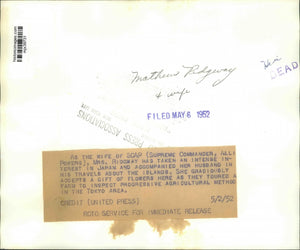 Matthew Ridgway
& wife
DEAD
FILED MAY 6 1952
PRESS ASSOCIATIONS
AS THE WIFE OF SCAP (SUPREME COMMANDER, ALLI
POWERS), MRS. RIDGWAY HAS TAKEN AN INTENSE IN-
TEREST IN JAPAN AND ACCOMPANIED HER HUSBAND IN
HIS TRAVELS ABOUT THE ISLANDS. SHE GRACIOUSLY
ACCEPTS A GIFT OF FLOWERS HERE AS THEY TOURED A
FARM TO INSPECT PROGRESSIVE AGRICULTURAL METHOD
IN THE TOKYO AREA.
CREDIT (UNITED PRESS) 5/2/52
ROTO SERVICE FOR IMMEDIATE RELEASE